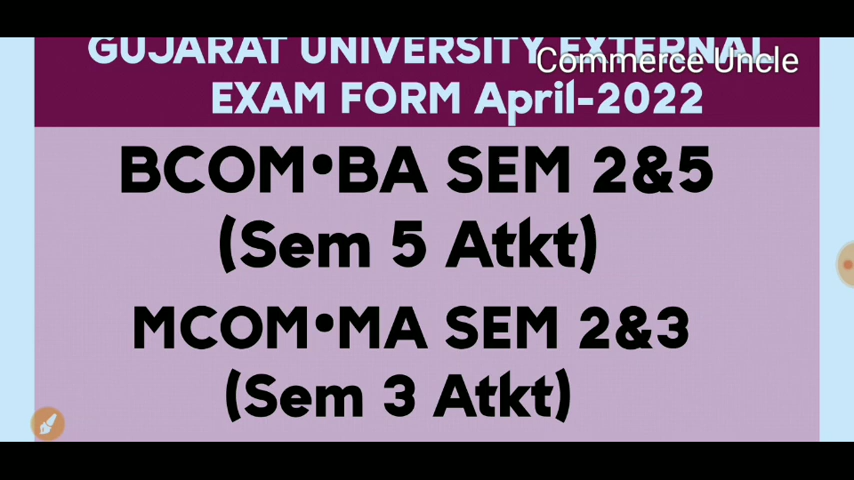 GUJARAT UNIVERSITY EXTERNAL
Commerce Uncle
EXAM FORM April-2022
BCOM•BA SEM 2&5
(Sem 5 Atkt)
MCOM•MA SEM 2&3
(Sem 3 Atkt)